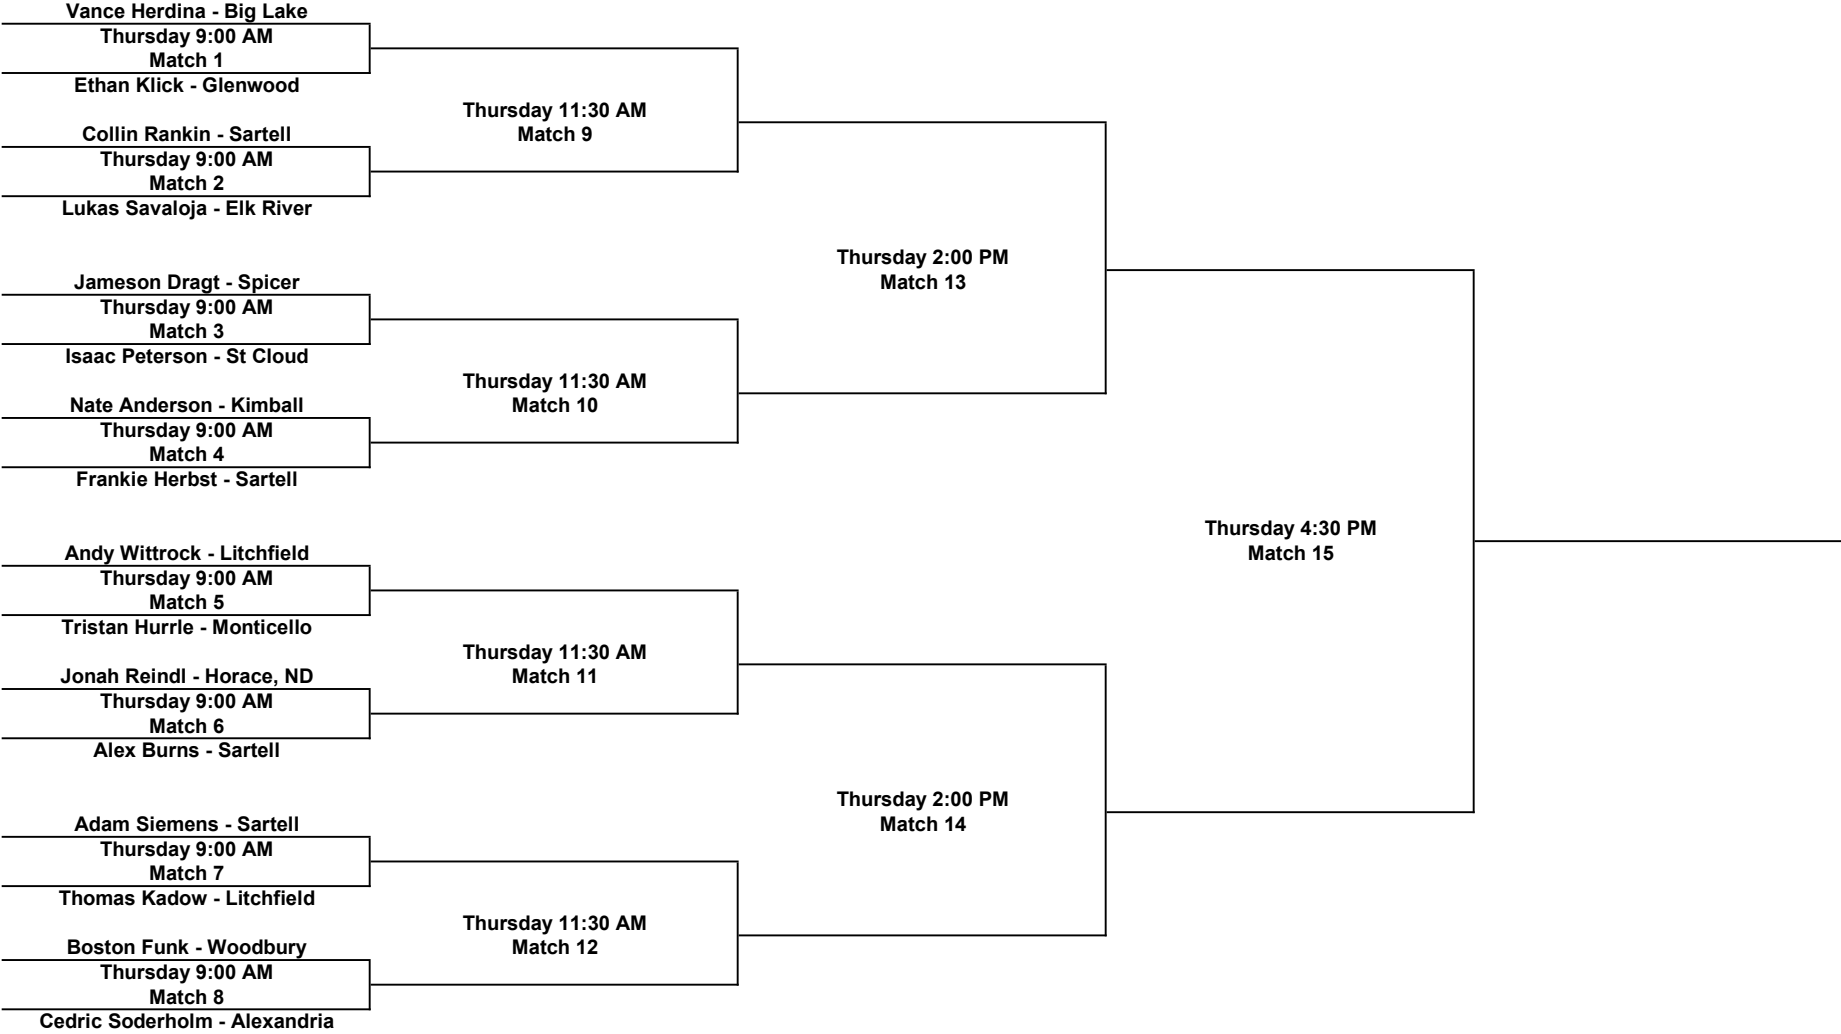 Vance Herdina - Big Lake
Thursday 9:00 AM
Match 1
Ethan Klick - Glenwood
Thursday 11:30 AM
Match 9
Collin Rankin - Sartell
Thursday 9:00 AM
Match 2
Lukas Savaloja - Elk River
Thursday 2:00 PM
Match 13
Jameson Dragt - Spicer
Thursday 9:00 AM
Match 3
Isaac Peterson - St Cloud
Thursday 11:30 AM
Match 10
Nate Anderson - Kimball
Thursday 9:00 AM
Match 4
Frankie Herbst - Sartell
Thursday 4:30 PM
Match 15
Andy Wittrock - Litchfield
Thursday 9:00 AM
Match 5
Tristan Hurrle - Monticello
Thursday 11:30 AM
Match 11
Jonah Reindl - Horace, ND
Thursday 9:00 AM
Match 6
Alex Burns - Sartell
Thursday 2:00 PM
Match 14
Adam Siemens - Sartell
Thursday 9:00 AM
Match 7
Thomas Kadow - Litchfield
Thursday 11:30 AM
Match 12
Boston Funk - Woodbury
Thursday 9:00 AM
Match 8
Cedric Soderholm - Alexandria